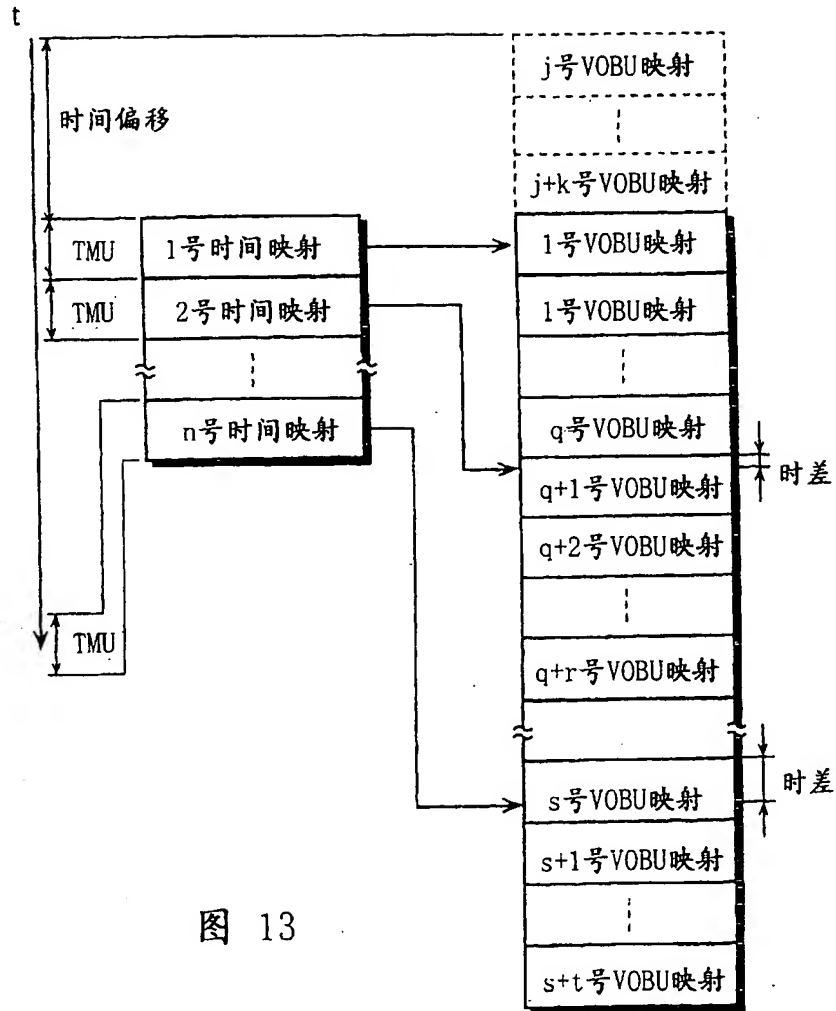 t
时间偏移
j号VOBU映射
j+k号VOBU映射
TMU
1号时间映射
1号VOBU映射
TMU
2号时间映射
1号VOBU映射
n号时间映射
q号VOBU映射
时差
q+1号VOBU映射
q+2号VOBU映射
TMU
q+r号VOBU映射
时差
s号VOBU映射
s+1号VOBU映射
s+t号VOBU映射
图 13